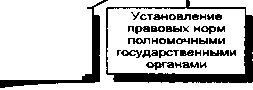 Установление
правовых норм
полномочными
государственными
органами